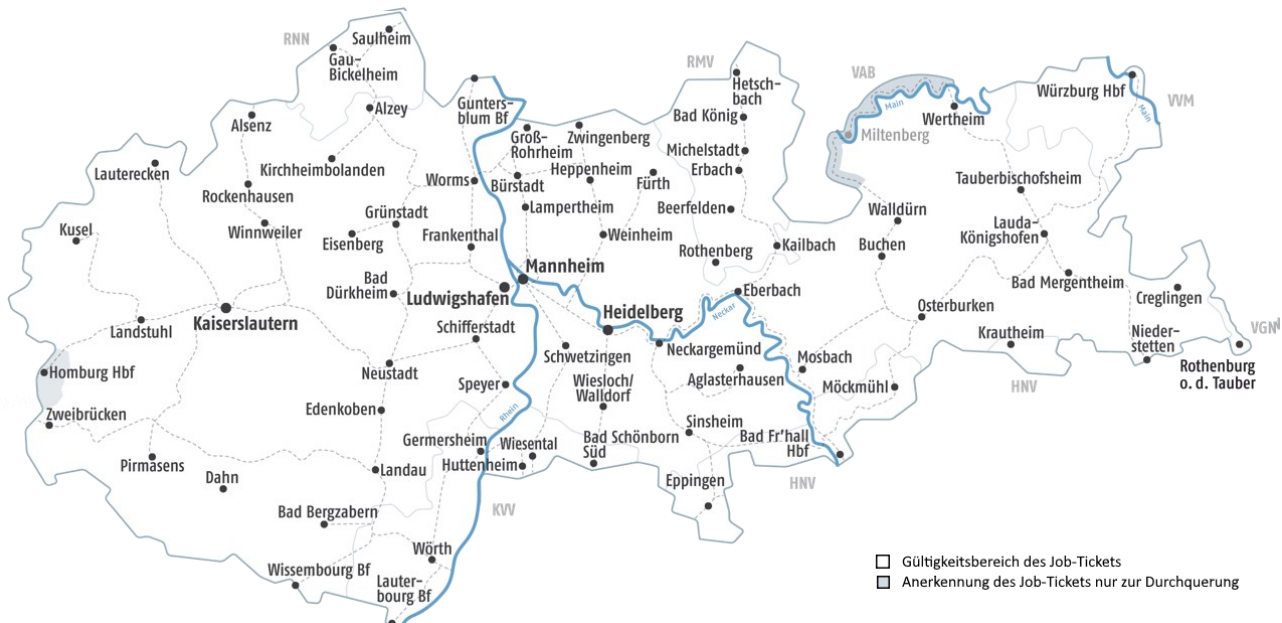 RNN
Saulheim
Gau-
Bickelheim
Alzey
Alsenz
Kirchheimbolanden
Lauterecken
Rockenhausen
Kusel
Winnweiler
Grünstadt
Eisenberg
Bad
Dürkheim
Landstuhl
Kaiserslautern
Homburg Hbf
Zweibrücken
Pirmasens
Dahn
Neustadt
Edenkoben
Landau
Bad Bergzabern
Wissembourg Bf
Lauter-
bourg Bf
Wörth
Gunters-
blum Bf
Worms
Frankenthal
Ludwigshafen
Mannheim
Schifferstadt
Speyer
Rhein
Germersheim
Huttenheim
Wiesental
KVV
Groß-
Rohrheim
Zwingenberg
Bürstadt
Heppenheim
Lampertheim
Fürth
Weinheim
Heidelberg
Schwetzingen
Wiesloch/
Walldorf
Bad Schönborn
Süd
Sinsheim
Eppingen
Neckargemünd
Aglasterhausen
Bad Fr'hall
Hbf
HNV
RMV
Hetsch-
bach
Bad König
Michelstadt
Erbach
Beerfelden
Rothenberg
Kailbach
Eberbach
Neckar
Mosbach
Möckmühl
VAB
Main
Miltenberg
Wertheim
Würzburg Hbf
Main
VVM
Tauberbischofsheim
Walldürn
Buchen
Lauda-
Königshofen
Bad Mergentheim
Osterburken
Krautheim
HNV
Creglingen
Nieder-
stetten
VGN
Rothenburg
o. d. Tauber
Gültigkeitsbereich des Job-Tickets
Anerkennung des Job-Tickets nur zur Durchquerung